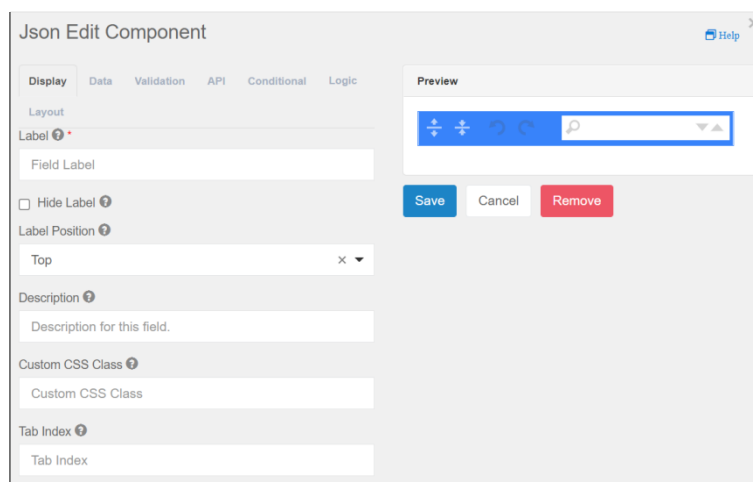 Json Edit Component
Help
Display Data Validation API Conditional Logic
Layout
Label *
Field Label
Hide Label
Label Position
Top
Description
Description for this field.
Custom CSS Class
Custom CSS Class
Tab Index
Tab Index
Preview
Save Cancel Remove